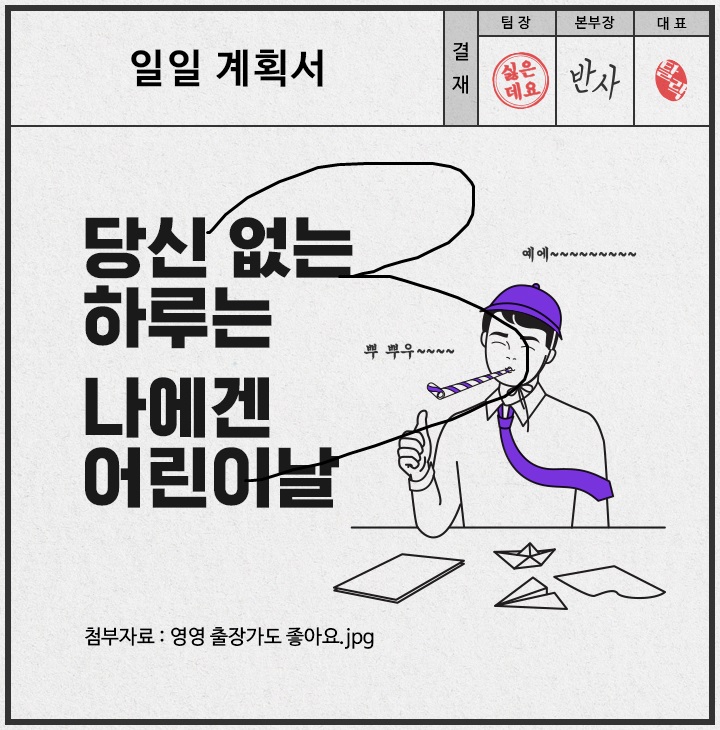 일일 계획서
결재
팀 장
본부장
대 표
싫은데요
반사
당신 없는
하루는
나에겐
어린이날
예에~~~~~~~~~
뿌 뿌우~~~~
첨부자료 : 영영 출장가도 좋아요.jpg